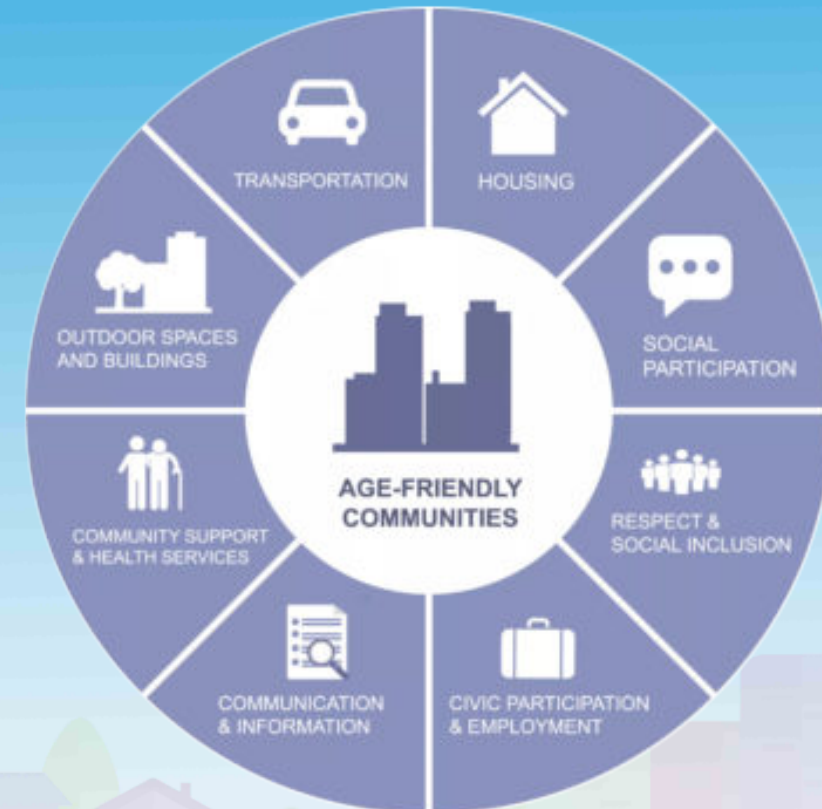 TRANSPORTATION
HOUSING
SOCIAL
PARTICIPATION
RESPECT &
SOCIAL INCLUSION
CIVIC PARTICIPATION
& EMPLOYMENT
COMMUNICATION
& INFORMATION
COMMUNITY SUPPORT
& HEALTH SERVICES
OUTDOOR SPACES
AND BUILDINGS
AGE-FRIENDLY
COMMUNITIES